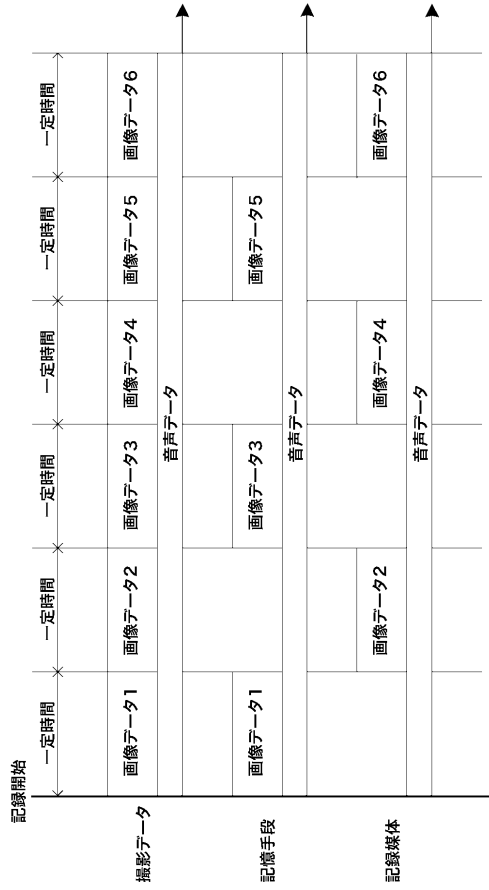 記録開始
一定時間
一定時間
一定時間
一定時間
一定時間
一定時間
撮影データ
画像データ1
画像データ2
画像データ3
画像データ4
画像データ5
画像データ6
音声データ
記憶手段
画像データ1
画像データ3
画像データ5
音声データ
記録媒体
画像データ2
画像データ4
画像データ6
音声データ